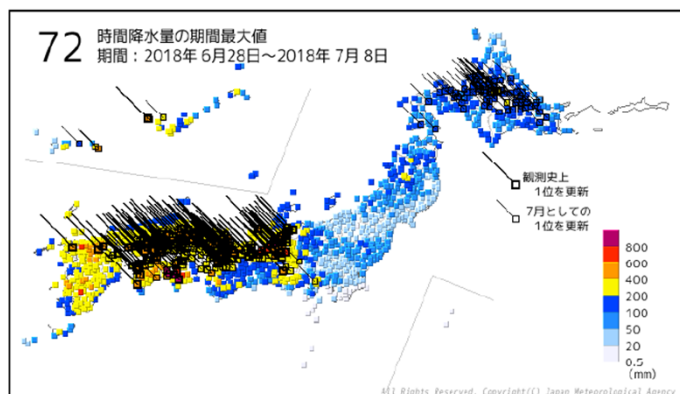 72 時間降水量の期間最大値
期間：2018年 6月28日～2018年 7月 8日
観測史上
1位を更新
7月としての
1位を更新
800
600
400
200
100
50
20
0.5
(mm)
All Rights Reserved. Copyright(C) Japan Meteorological Agency